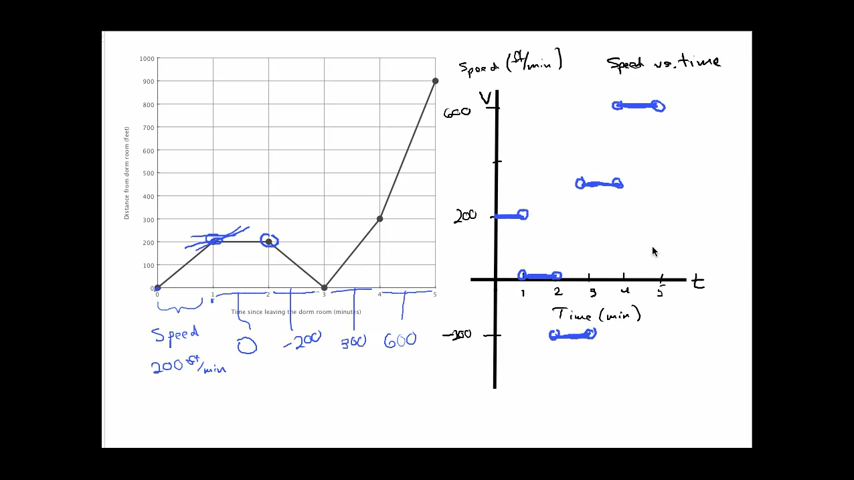 1000
900
800
700
600
500
400
300
200
100
0
Distance from dorm room (feet)
0 1 2 3 4 5
Time since leaving the dorm room (minutes)
Speed
200 ft/min
0
-200
300
600
Speed (ft/min)
Speed vs. time
V
600
200
-200
1 2 3 4 5
t
Time (min)